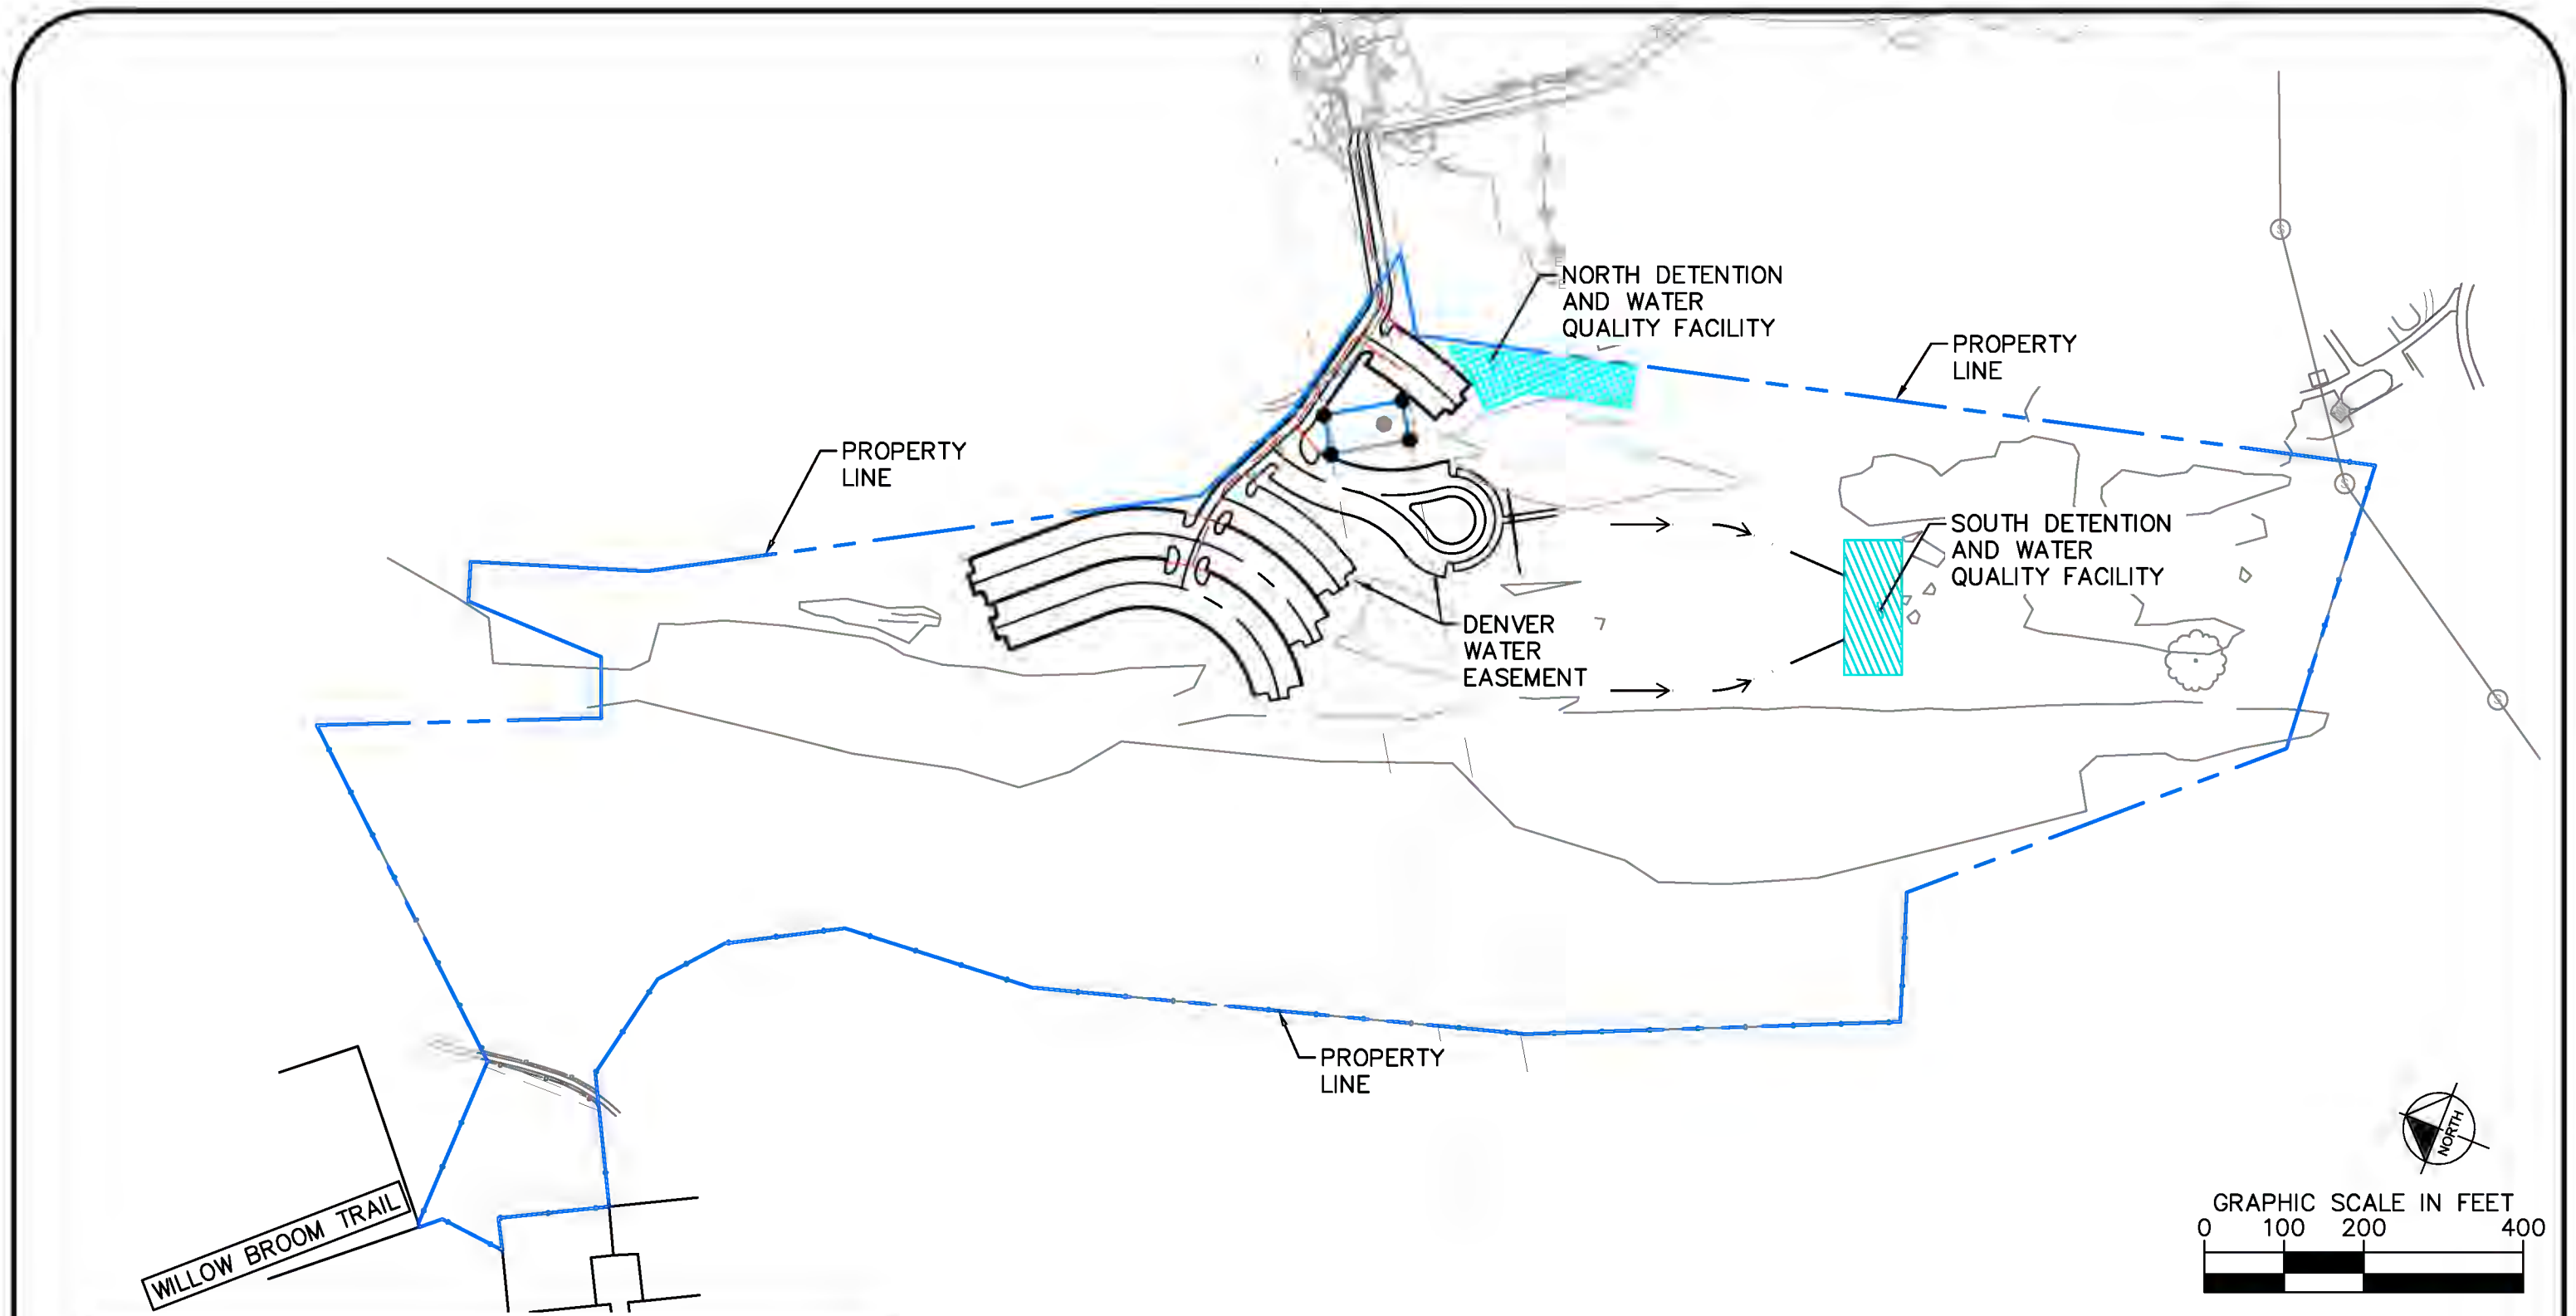 NORTH DETENTION
AND WATER
QUALITY FACILITY
PROPERTY
LINE
PROPERTY
LINE
SOUTH DETENTION
AND WATER
QUALITY FACILITY
DENVER
WATER
EASEMENT
PROPERTY
LINE
WILLOW BROOM TRAIL
NORTH
GRAPHIC SCALE IN FEET
0 100 200 400
S
S
S